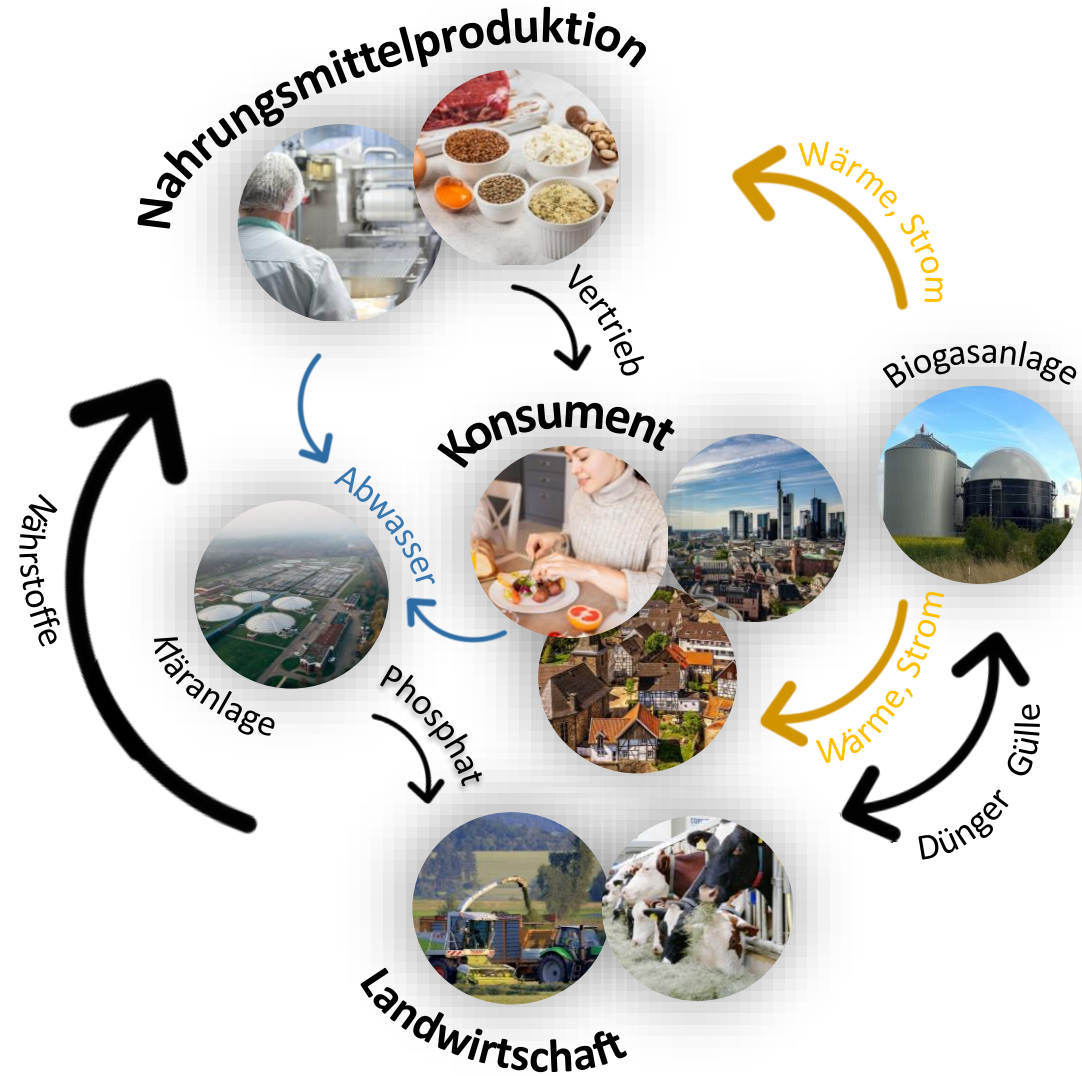 Nahrungsmittelproduktion
Wärme, Strom
Vertrieb
Biogasanlage
Konsument
Abwasser
Nährstoffe
Kläranlage
Phosphat
Wärme, Strom
Dünger Gülle
Landwirtschaft